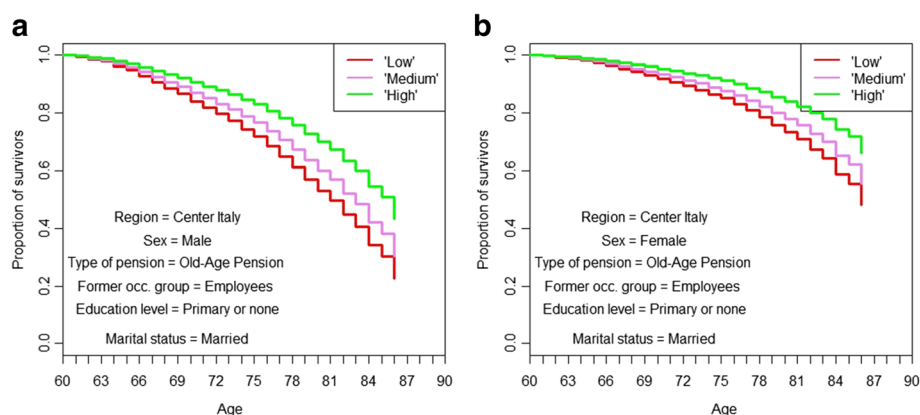 a
'Low'
'Medium'
'High'
Proportion of survivors
1.0
0.8
0.6
0.4
0.2
0.0
Region = Center Italy
Sex = Male
Type of pension = Old-Age Pension
Former occ. group = Employees
Education level = Primary or none
Marital status = Married
60 63 66 69 72 75 78 81 84 87 90
Age
b
'Low'
'Medium'
'High'
Proportion of survivors
1.0
0.8
0.6
0.4
0.2
0.0
Region = Center Italy
Sex = Female
Type of pension = Old-Age Pension
Former occ. group = Employees
Education level = Primary or none
Marital status = Married
60 63 66 69 72 75 78 81 84 87 90
Age